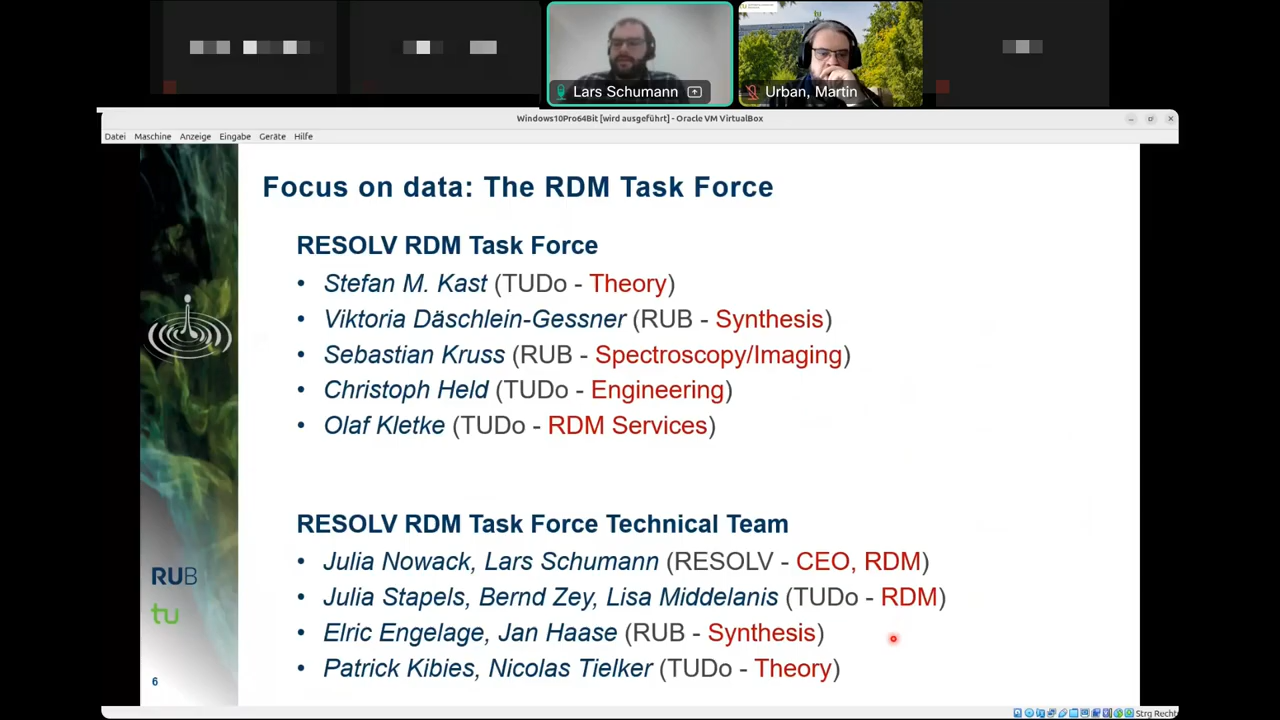 Lars Schumann
Urban, Martin
Windows10Pro64Bit [wird ausgeführt] - Oracle VM VirtualBox
Datei Maschine Anzeige Eingabe Geräte Hilfe
Focus on data: The RDM Task Force
RESOLV RDM Task Force
• Stefan M. Kast (TUDo - Theory)
• Viktoria Däschlein-Gessner (RUB - Synthesis)
• Sebastian Kruss (RUB - Spectroscopy/Imaging)
• Christoph Held (TUDo - Engineering)
• Olaf Kletke (TUDo - RDM Services)
RESOLV RDM Task Force Technical Team
• Julia Nowack, Lars Schumann (RESOLV - CEO, RDM)
• Julia Stapels, Bernd Zey, Lisa Middelanis (TUDo - RDM)
• Elric Engelage, Jan Haase (RUB - Synthesis)
• Patrick Kibies, Nicolas Tielker (TUDo - Theory)
RUB
tu
6
Strg Recht